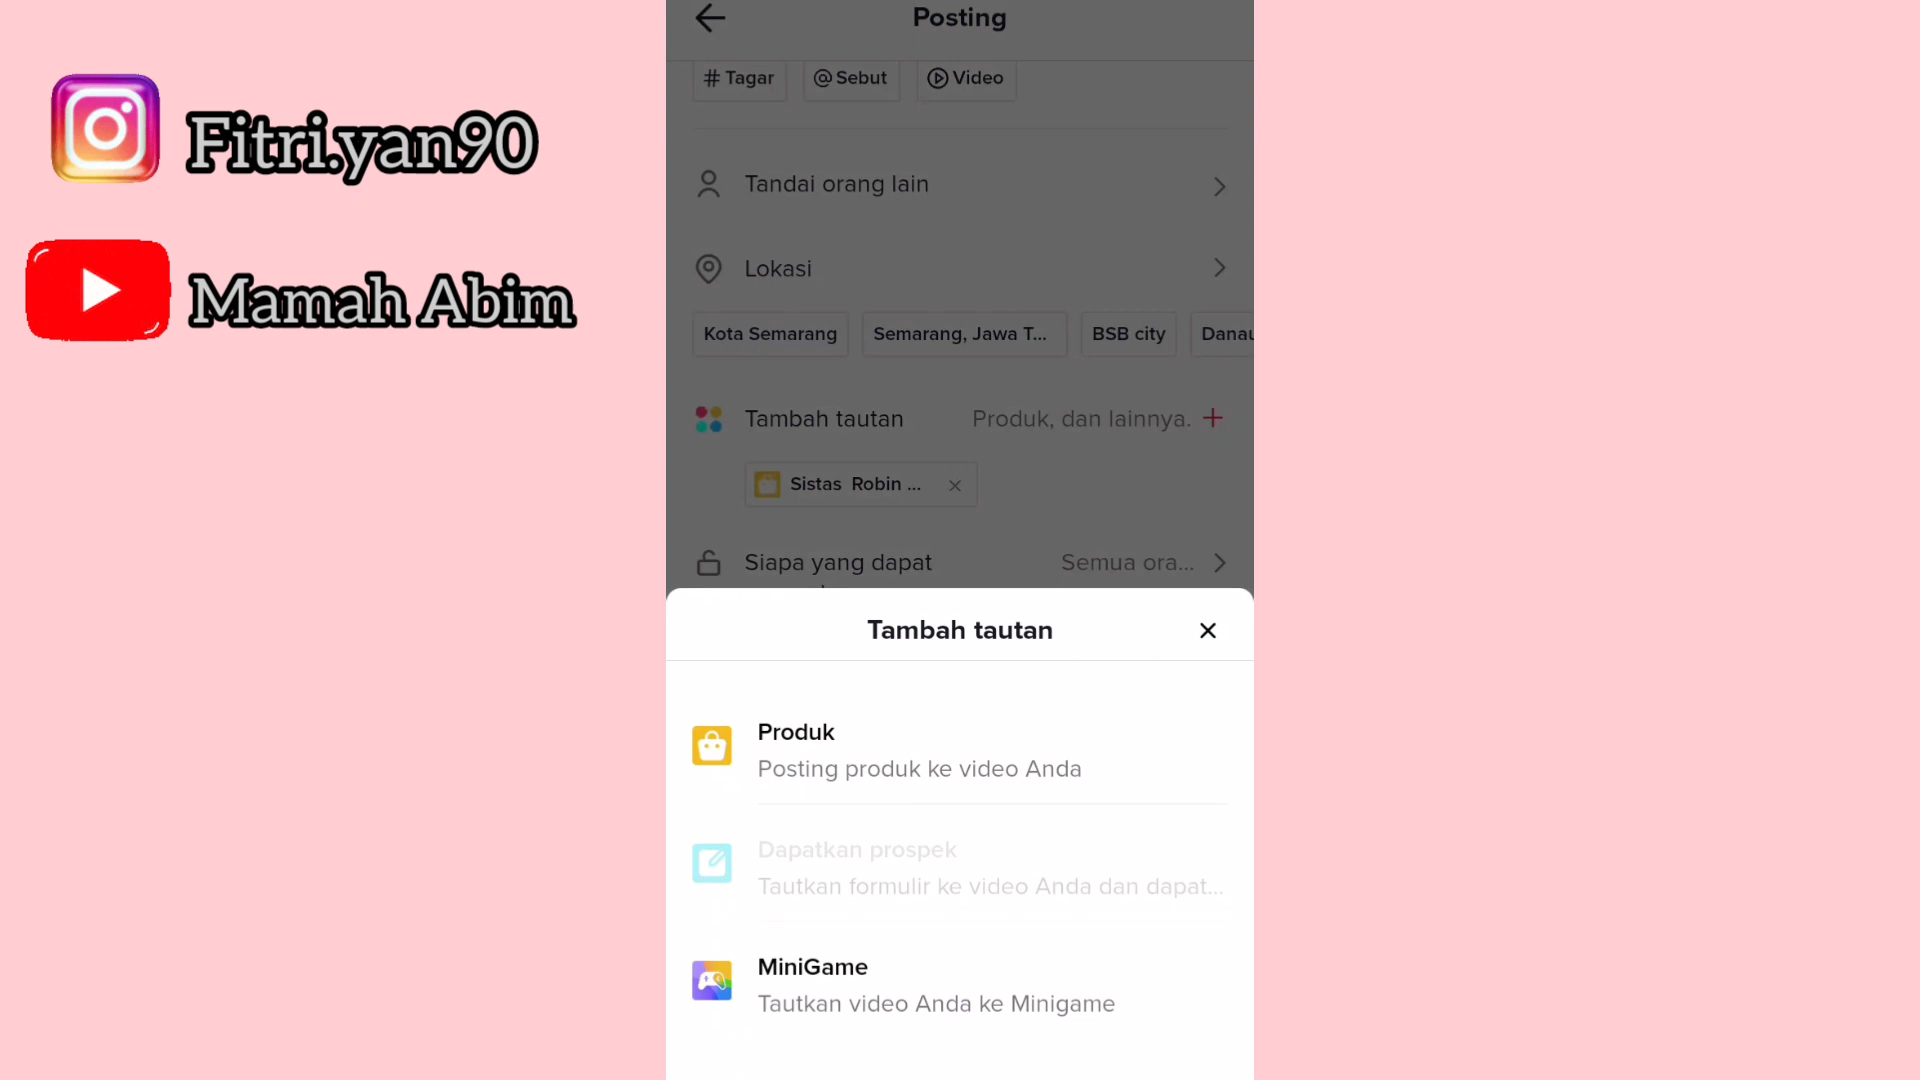 Fitri.yan90
Mamah Abim
Posting
# Tagar
@ Sebut
Video
Tandai orang lain
Lokasi
Kota Semarang
Semarang, Jawa T...
BSB city
Danau
Tambah tautan
Produk, dan lainnya.
Sistas Robin ...
Siapa yang dapat
Semua ora...
Tambah tautan
Produk
Posting produk ke video Anda
Dapatkan prospek
Tautkan formulir ke video Anda dan dapat...
MiniGame
Tautkan video Anda ke Minigame